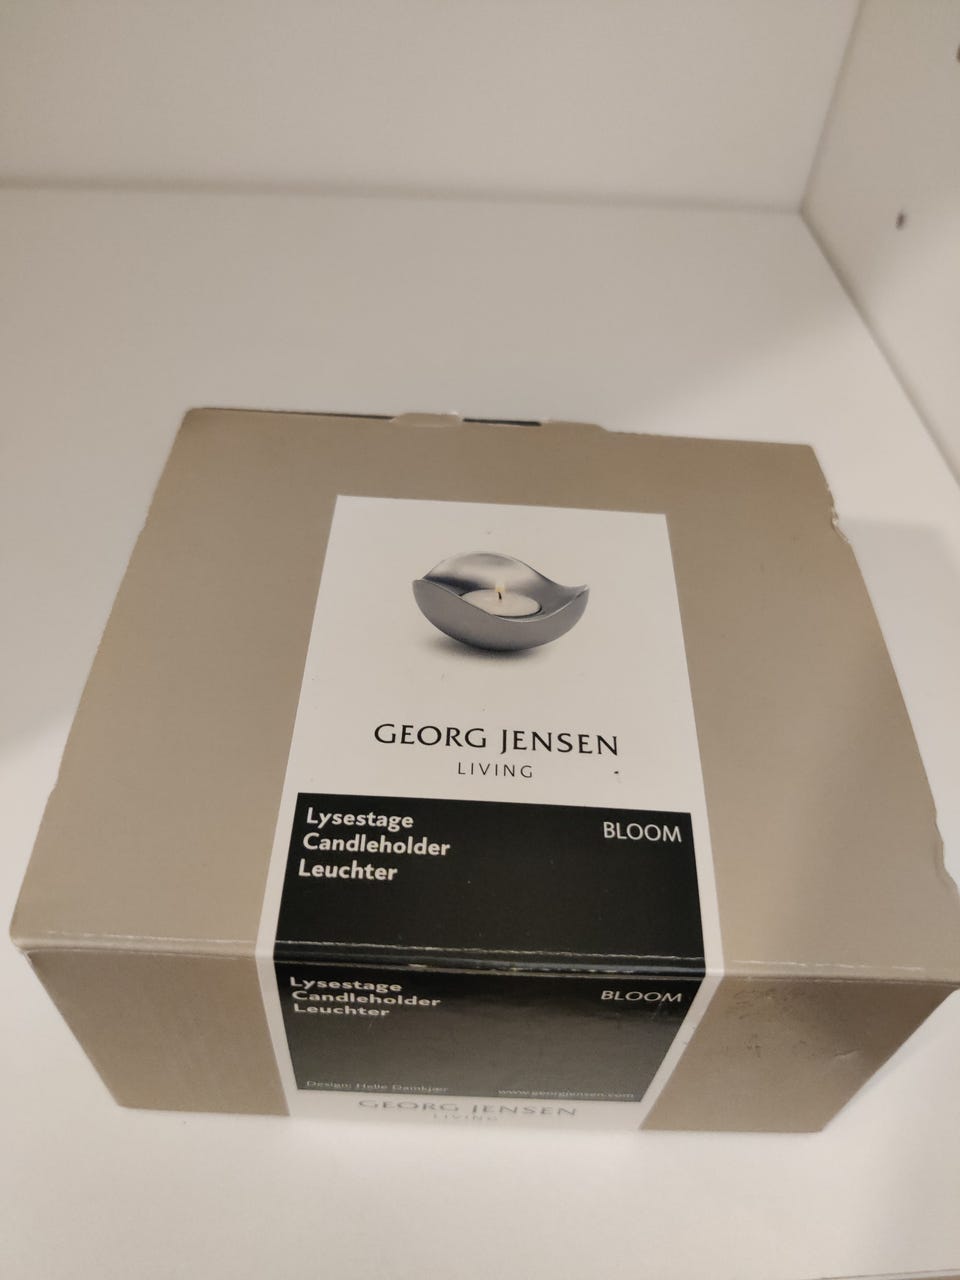 GEORG JENSEN
LIVING
Lysestage
Candleholder
Leuchter
BLOOM
Lysestage
Candleholder
Leuchter
BLOOM
Design: Helle Damkjær
www.georgjensen.com
GEORG JENSEN
LIVING